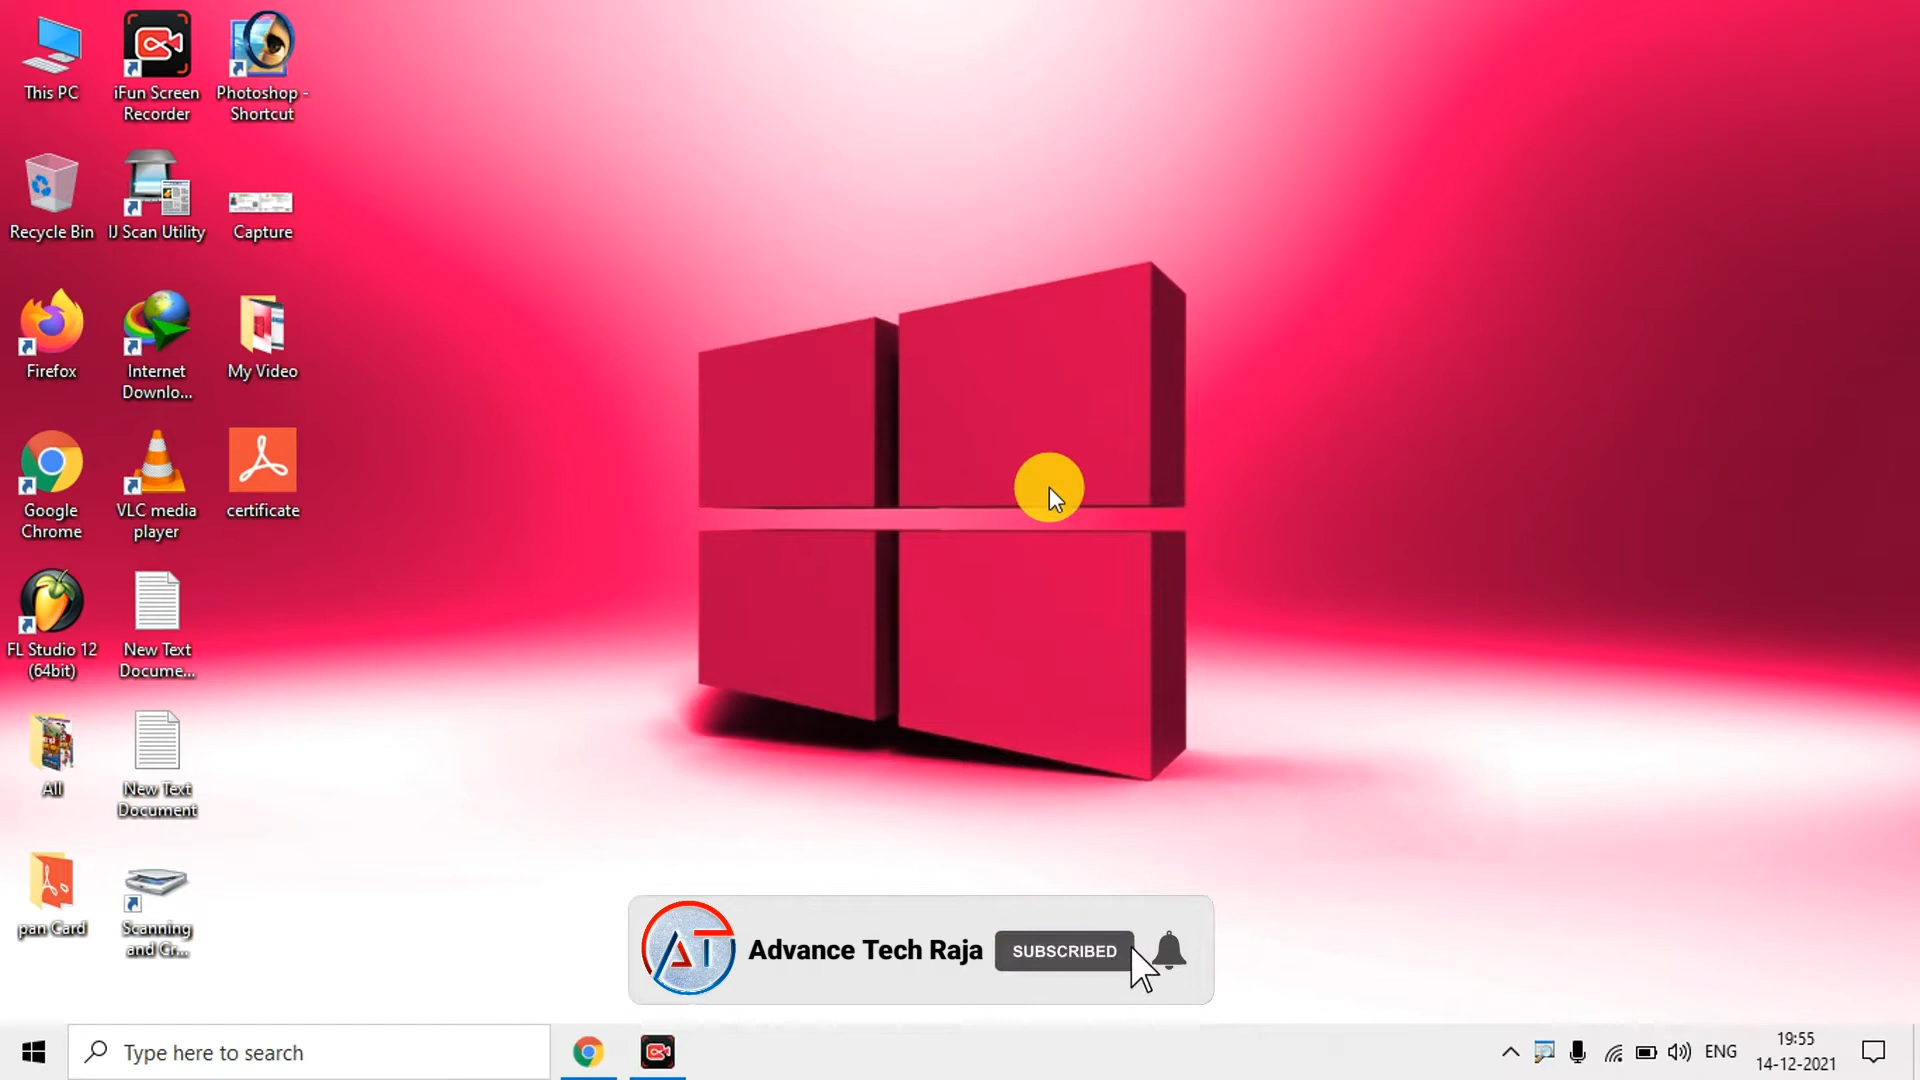 This PC
iFun Screen
Recorder
Photoshop -
Shortcut
Recycle Bin
IJ Scan Utility
Capture
Firefox
Internet
Downlo...
My Video
Google
Chrome
VLC media
player
certificate
FL Studio 12
(64bit)
New Text
Docume...
All
New Text
Document
pan Card
Scanning
and Cr...
AT
Advance Tech Raja
SUBSCRIBED
Type here to search
ENG
19:55
14-12-2021